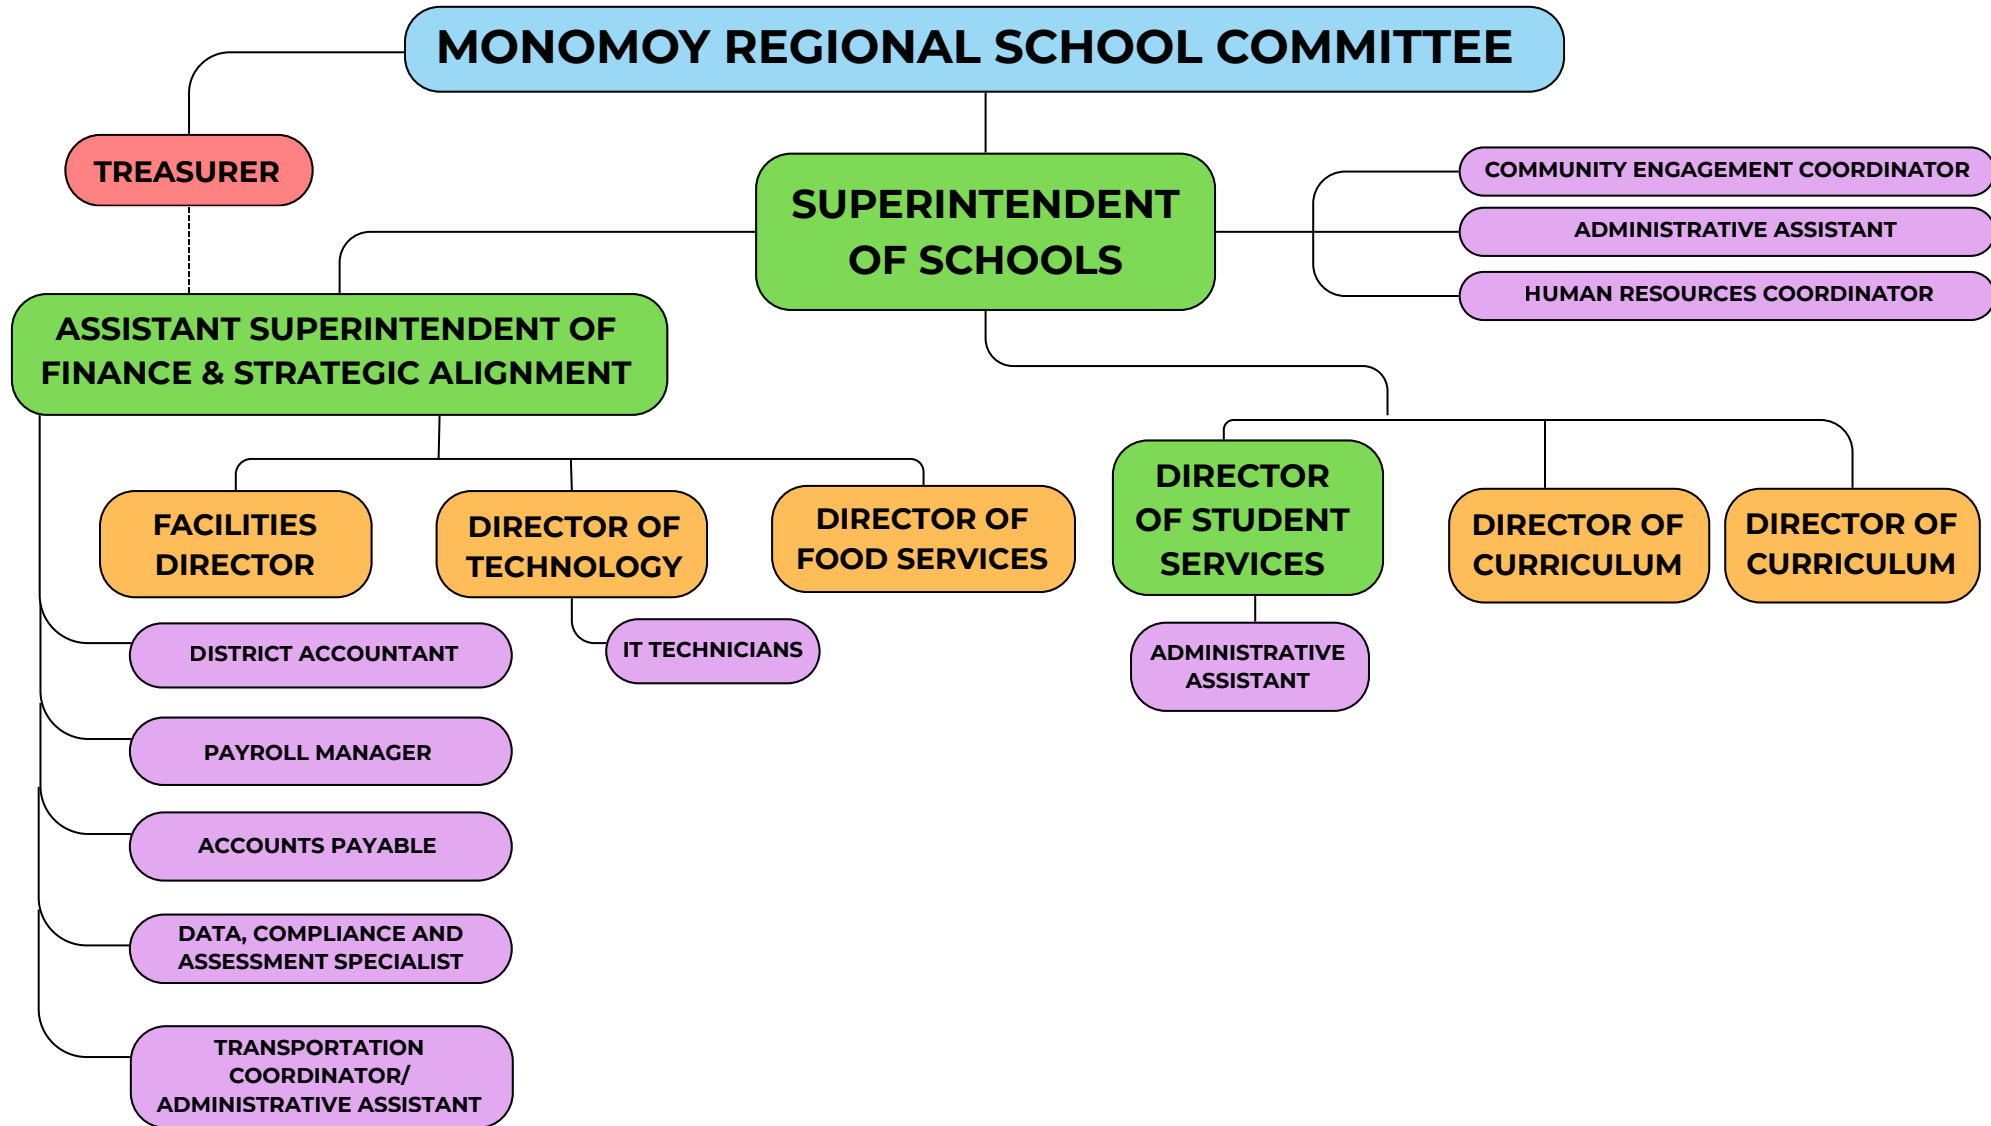 MONOMOY REGIONAL SCHOOL COMMITTEE
TREASURER
SUPERINTENDENT
OF SCHOOLS
COMMUNITY ENGAGEMENT COORDINATOR
ADMINISTRATIVE ASSISTANT
HUMAN RESOURCES COORDINATOR
ASSISTANT SUPERINTENDENT OF
FINANCE & STRATEGIC ALIGNMENT
FACILITIES
DIRECTOR
DIRECTOR OF
TECHNOLOGY
DIRECTOR OF
FOOD SERVICES
DIRECTOR
OF STUDENT
SERVICES
DIRECTOR OF
CURRICULUM
DIRECTOR OF
CURRICULUM
DISTRICT ACCOUNTANT
IT TECHNICIANS
ADMINISTRATIVE
ASSISTANT
PAYROLL MANAGER
ACCOUNTS PAYABLE
DATA, COMPLIANCE AND
ASSESSMENT SPECIALIST
TRANSPORTATION
COORDINATOR/
ADMINISTRATIVE ASSISTANT